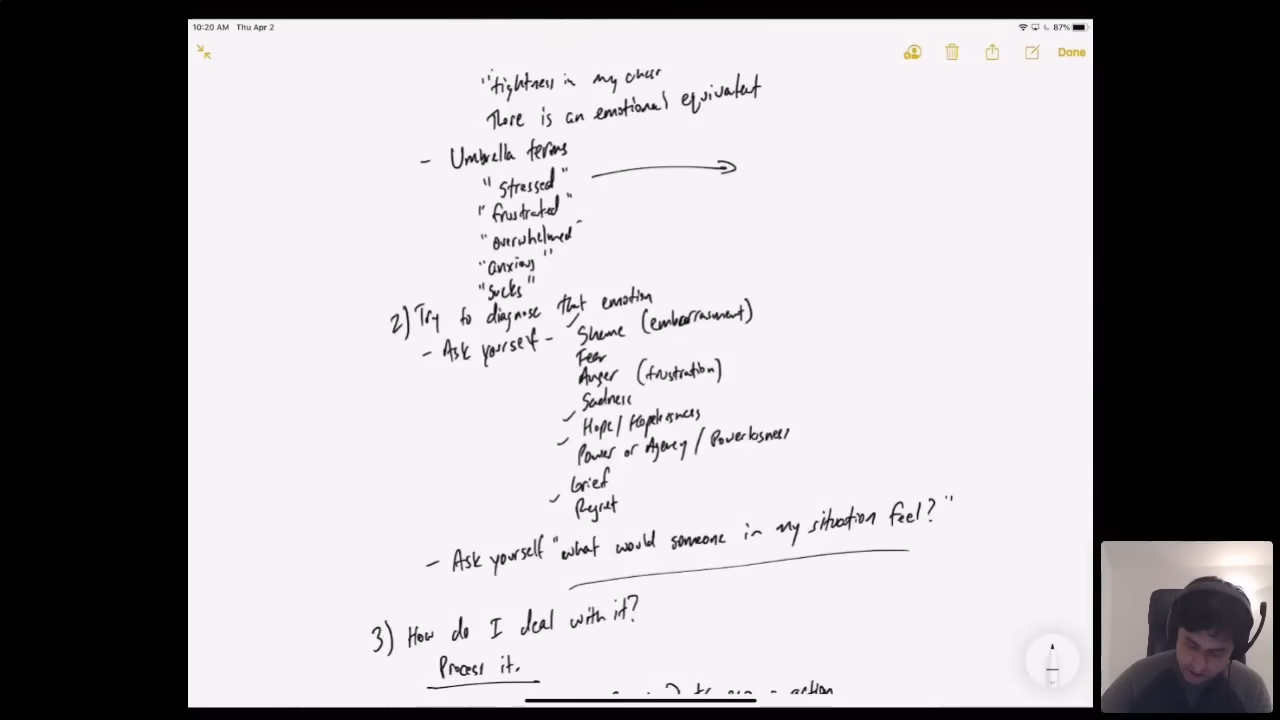 10:20 AM Thu Apr 2
87%
Done
"tightness in my chest
There is an emotional equivalent
- Umbrella terms
"stressed"
"frustrated"
"overwhelmed"
"anxious"
"sucks"
2) Try to diagnose that emotion
- Ask yourself - Shame (embarrasment)
Fear
Anger (frustration)
Sadness
Hope / Hopelessness
Power or Agency / Powerlosness
Grief
Regret
- Ask yourself "what would someone in my situation feel?"
3) How do I deal with it?
Process it.
action